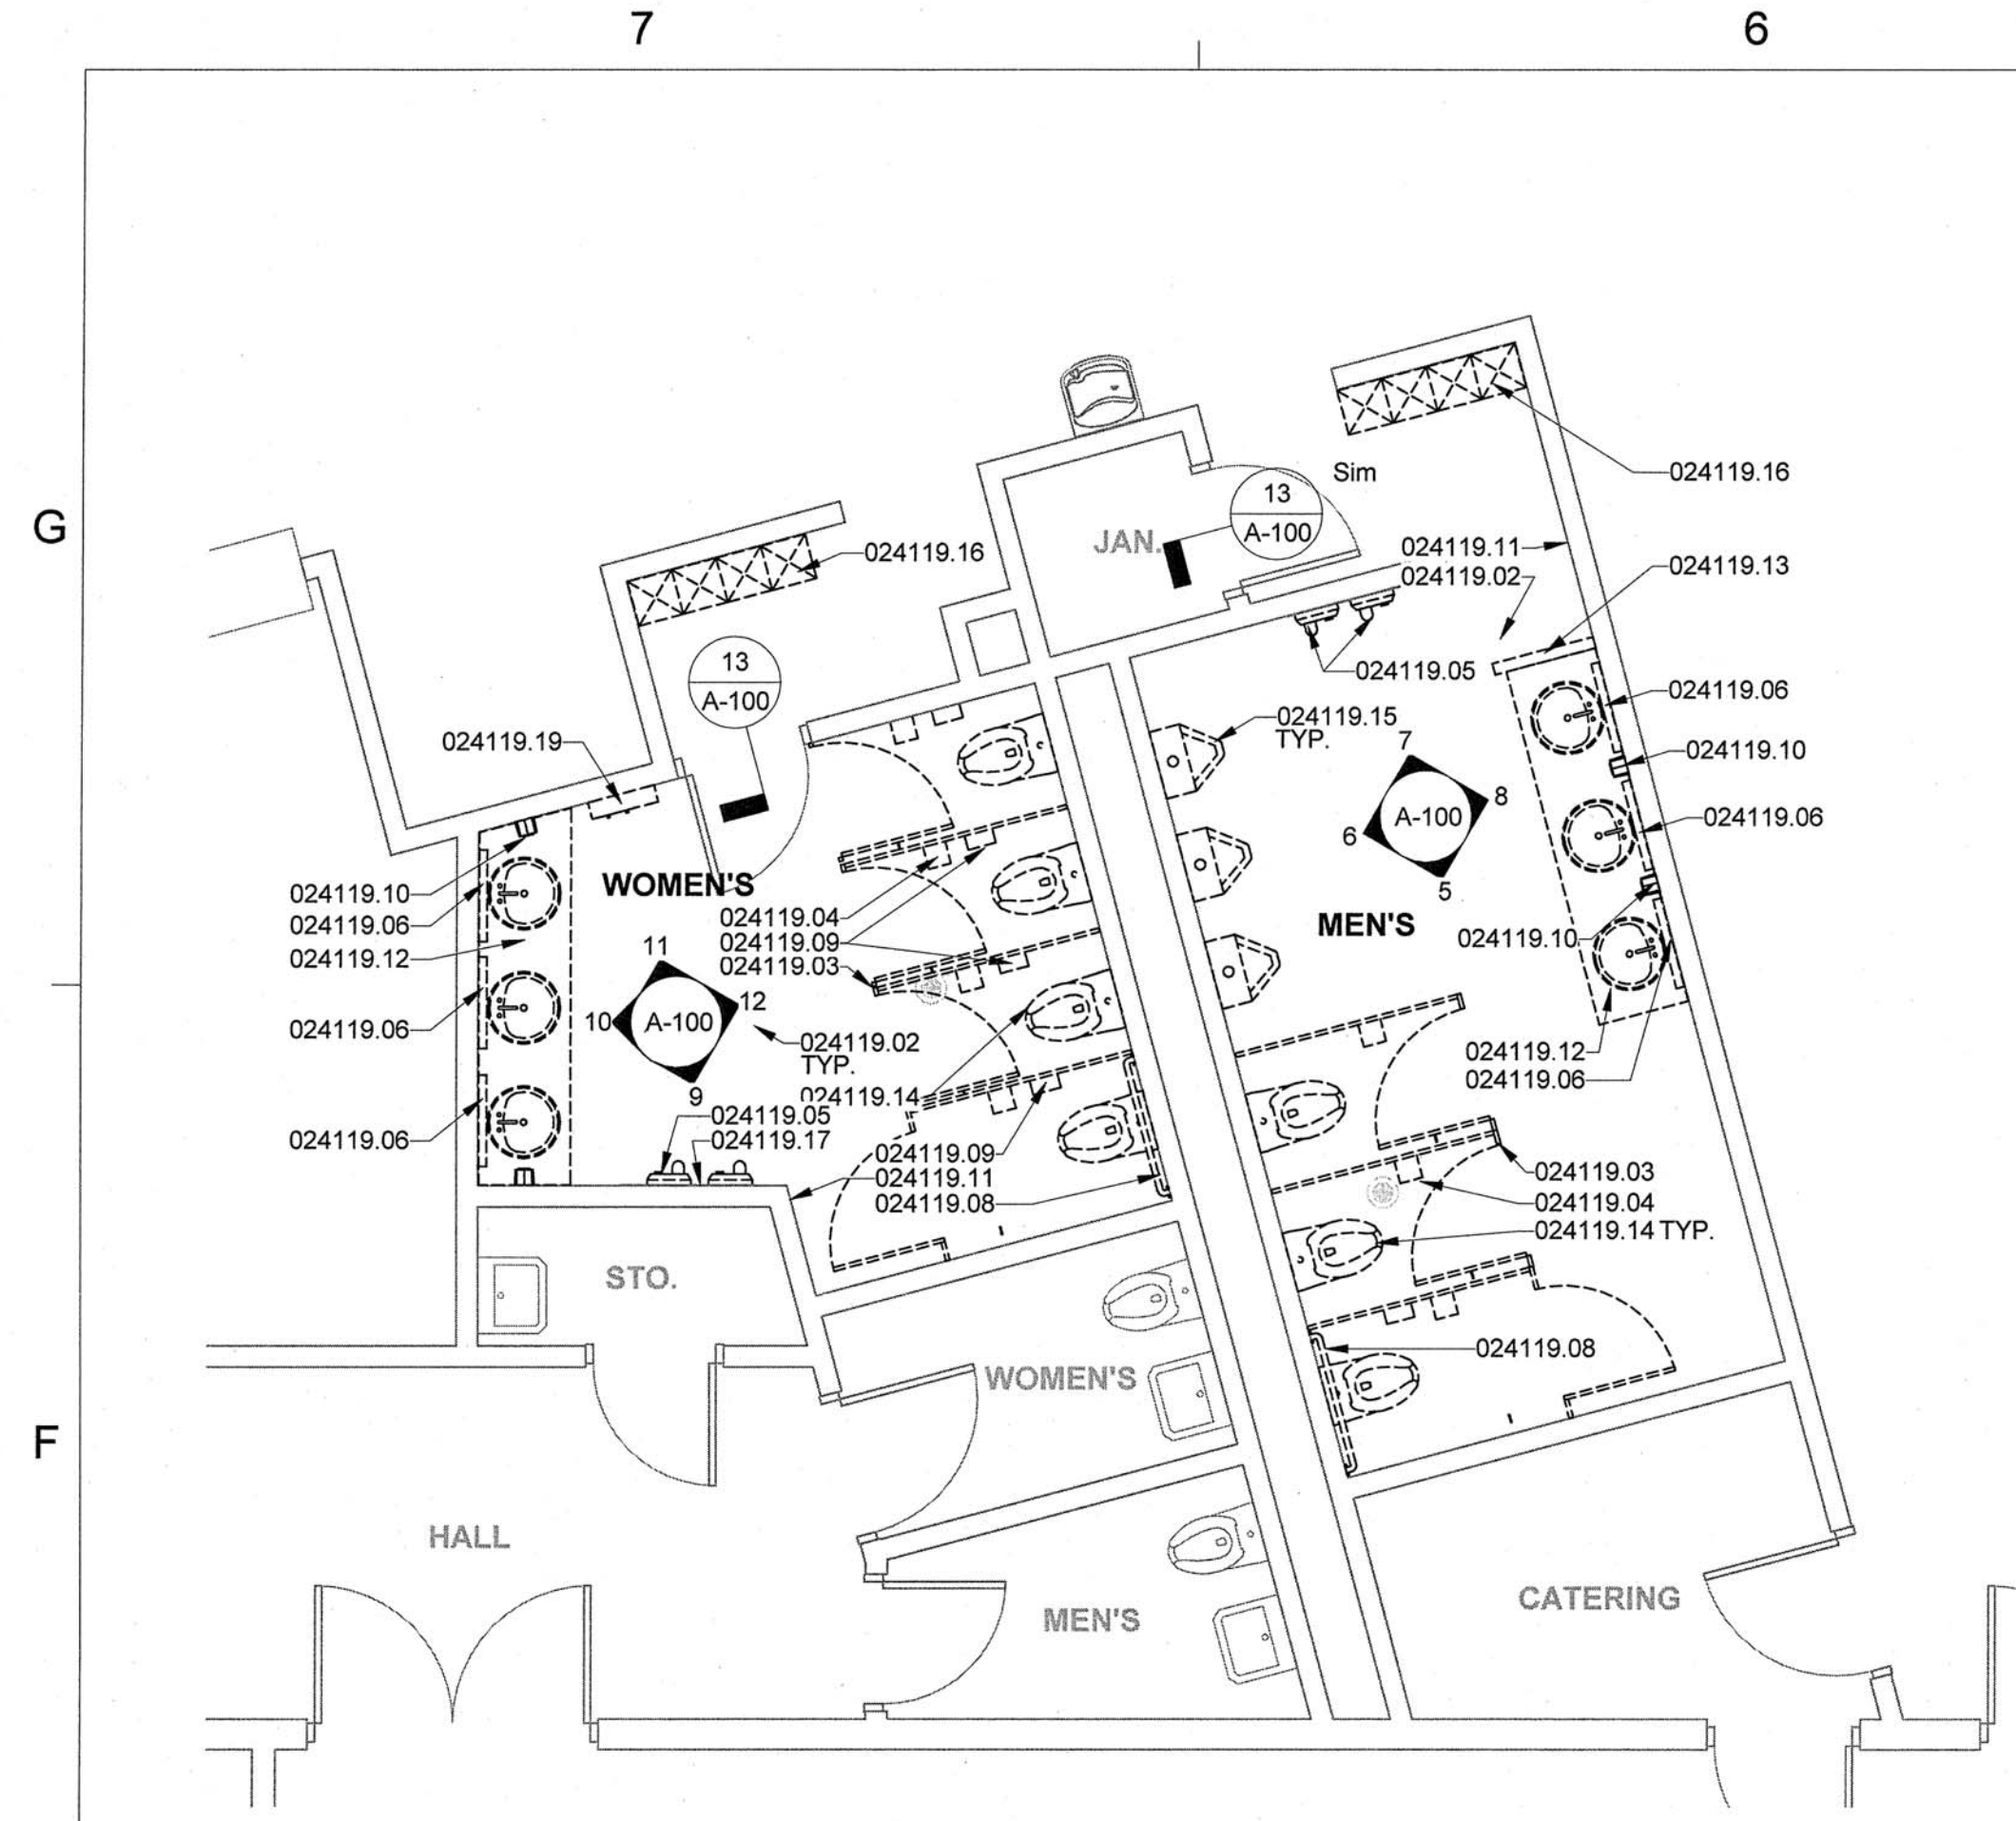 7
6
G
F
024119.16
Sim
13
A-100
JAN.
024119.11
024119.02
024119.13
024119.16
024119.05
024119.06
13
A-100
024119.19
024119.15
TYP.
7
8
6
5
A-100
024119.10
024119.06
WOMEN'S
024119.10
024119.06
024119.12
024119.04
024119.09
024119.03
MEN'S
024119.10
11
12
10
9
A-100
024119.06
024119.02
TYP.
024119.14
024119.12
024119.06
024119.05
024119.17
024119.06
024119.09
024119.11
024119.08
024119.03
024119.04
024119.14 TYP.
STO.
024119.08
WOMEN'S
HALL
MEN'S
CATERING